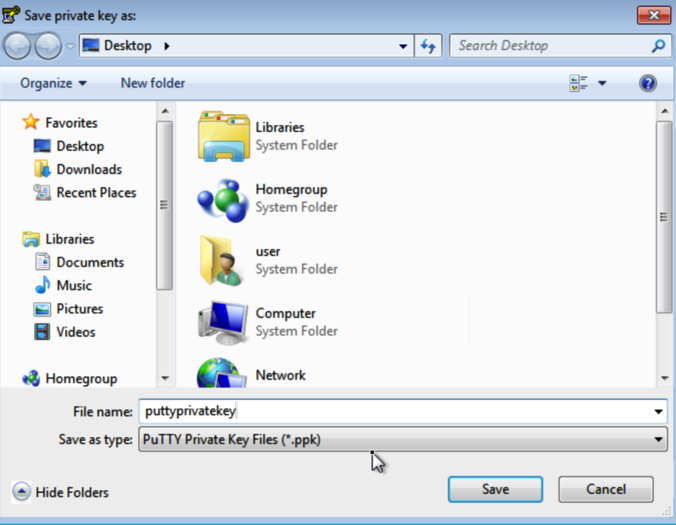 Save private key as:
Desktop
Search Desktop
Organize
New folder
Favorites
Desktop
Downloads
Recent Places
Libraries
Documents
Music
Pictures
Videos
Homegroup
Libraries
System Folder
Homegroup
System Folder
user
System Folder
Computer
System Folder
Network
File name: puttyprivatekey
Save as type: PuTTY Private Key Files (*.ppk)
Hide Folders
Save
Cancel